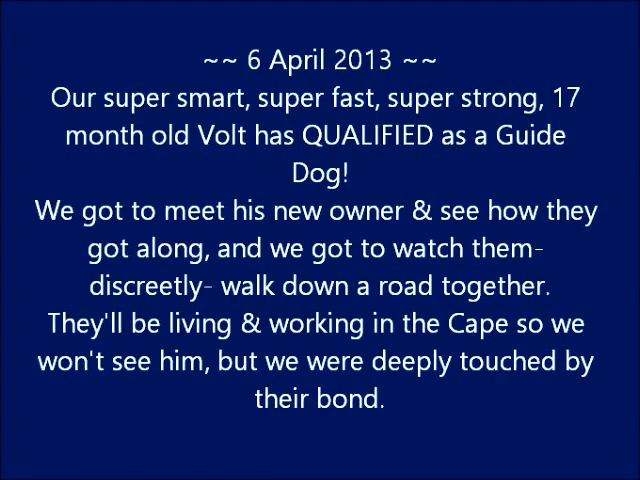 ~~ 6 April 2013 ~~
Our super smart, super fast, super strong, 17
month old Volt has QUALIFIED as a Guide
Dog!
We got to meet his new owner & see how they
got along, and we got to watch them-
discreetly- walk down a road together.
They'll be living & working in the Cape so we
won't see him, but we were deeply touched by
their bond.